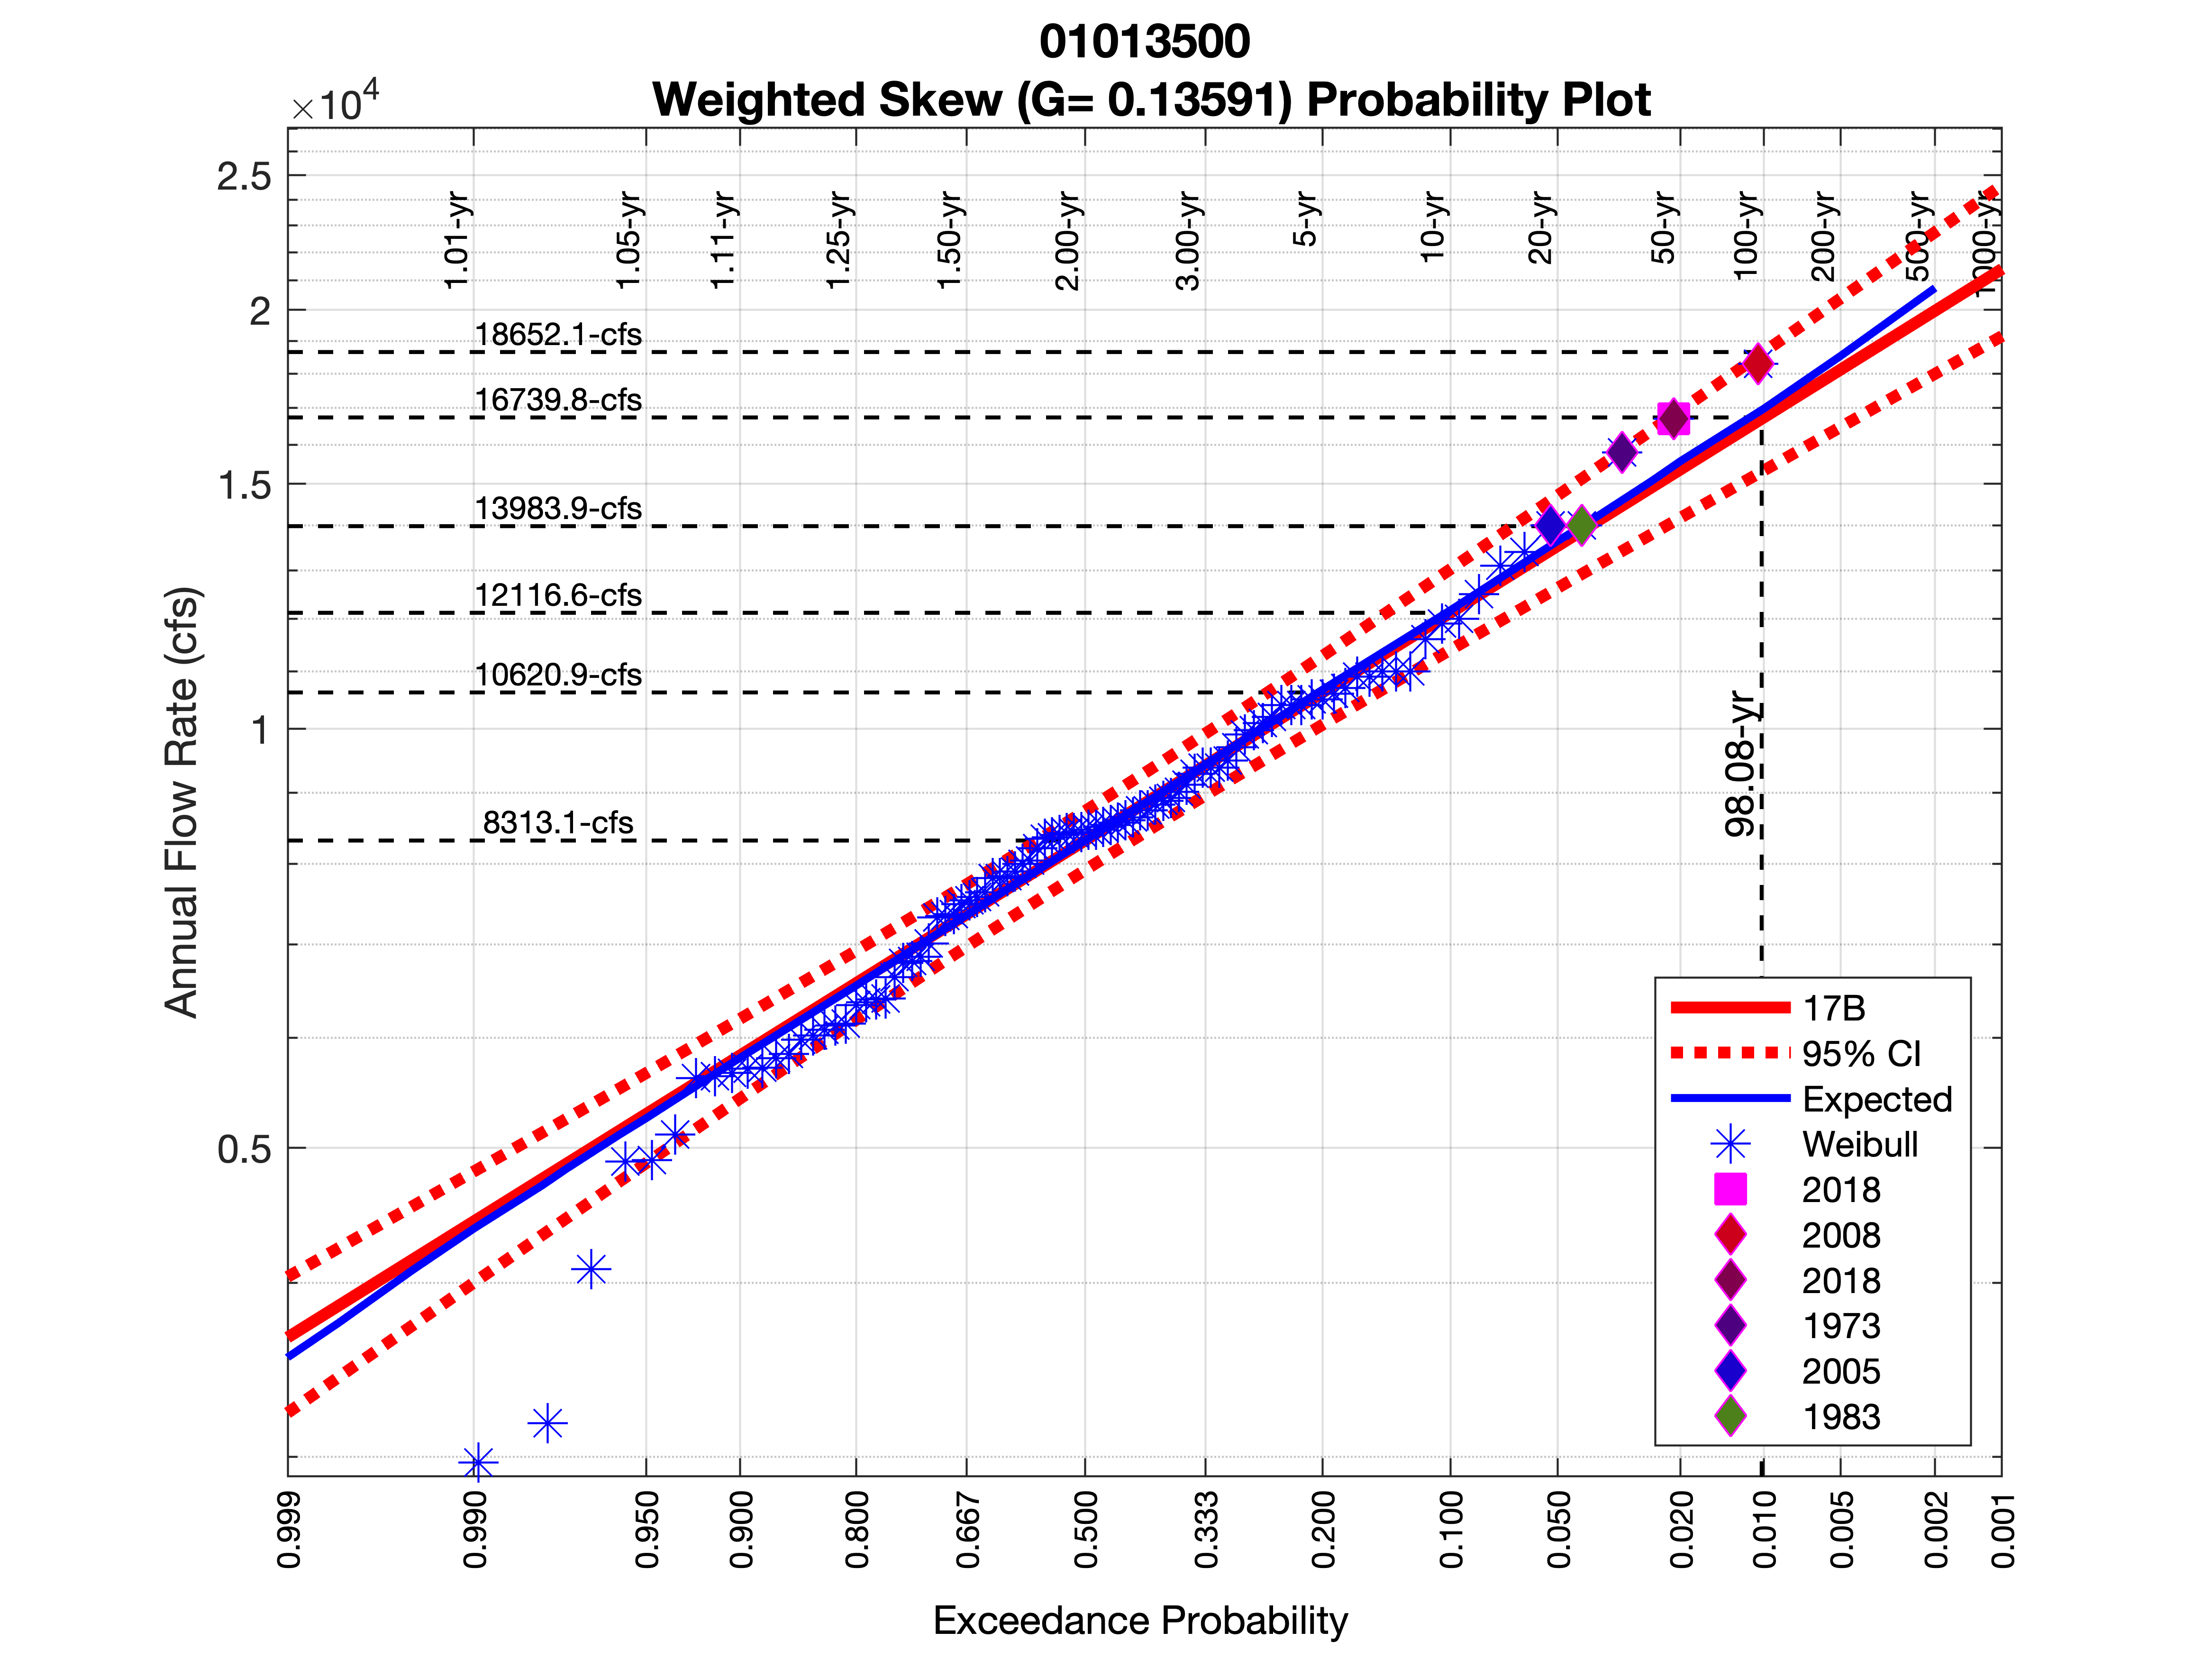 01013500
Weighted Skew (G= 0.13591) Probability Plot
×10⁴
2.5
2
1.5
1
0.5
Annual Flow Rate (cfs)
1.01-yr
1.05-yr
1.11-yr
1.25-yr
1.50-yr
2.00-yr
3.00-yr
5-yr
10-yr
20-yr
50-yr
100-yr
200-yr
500-yr
1000-yr
18652.1-cfs
16739.8-cfs
13983.9-cfs
12116.6-cfs
10620.9-cfs
8313.1-cfs
98.08-yr
17B
95% CI
Expected
Weibull
2018
2008
2018
1973
2005
1983
0.999
0.990
0.950
0.900
0.800
0.667
0.500
0.333
0.200
0.100
0.050
0.020
0.010
0.005
0.002
0.001
Exceedance Probability